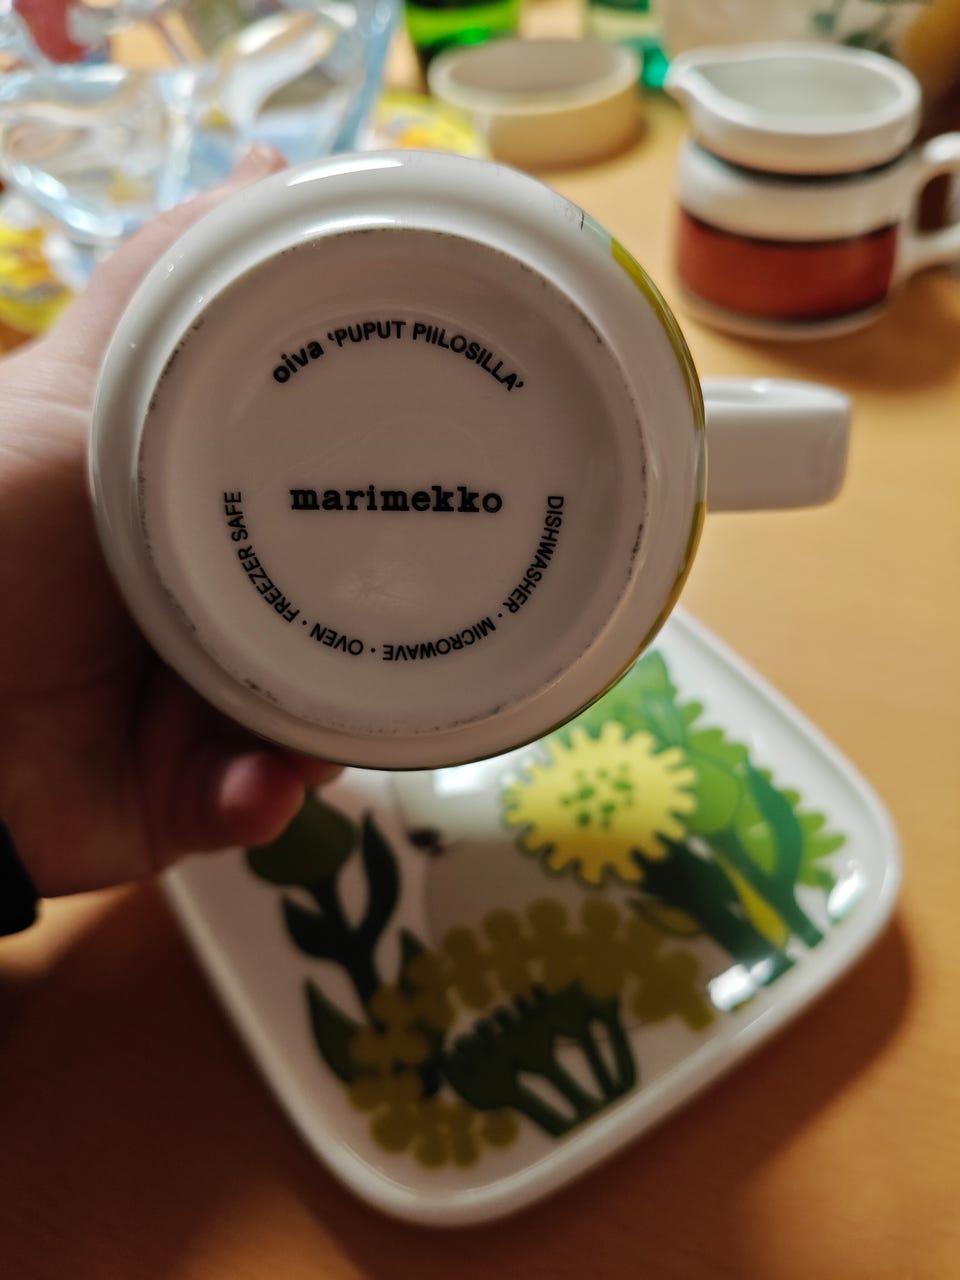 oiva ‘PUPUT PIILOSILLA’
marimekko
DISHWASHER · MICROWAVE · OVEN · FREEZER SAFE